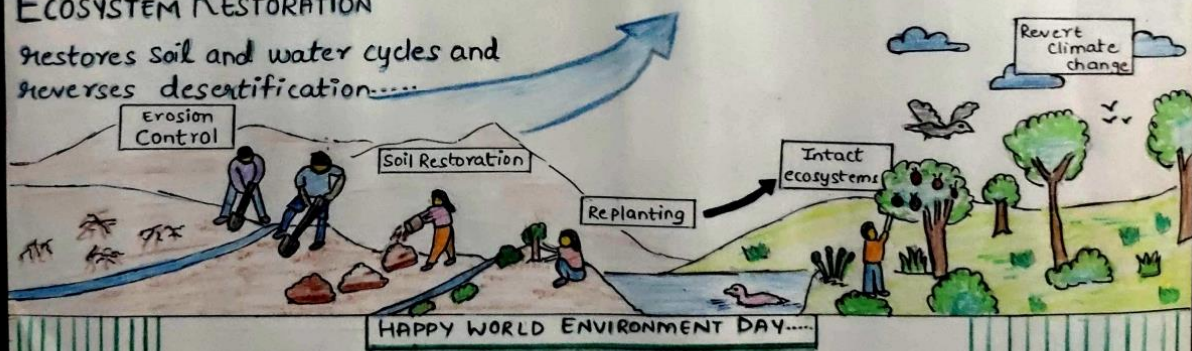 ECOSYSTEM RESTORATION
restores soil and water cycles and
reverses desertification.....
Erosion
Control
Soil Restoration
Replanting
Intact
ecosystems
Revert
Climate
change
HAPPY WORLD ENVIRONMENT DAY.....